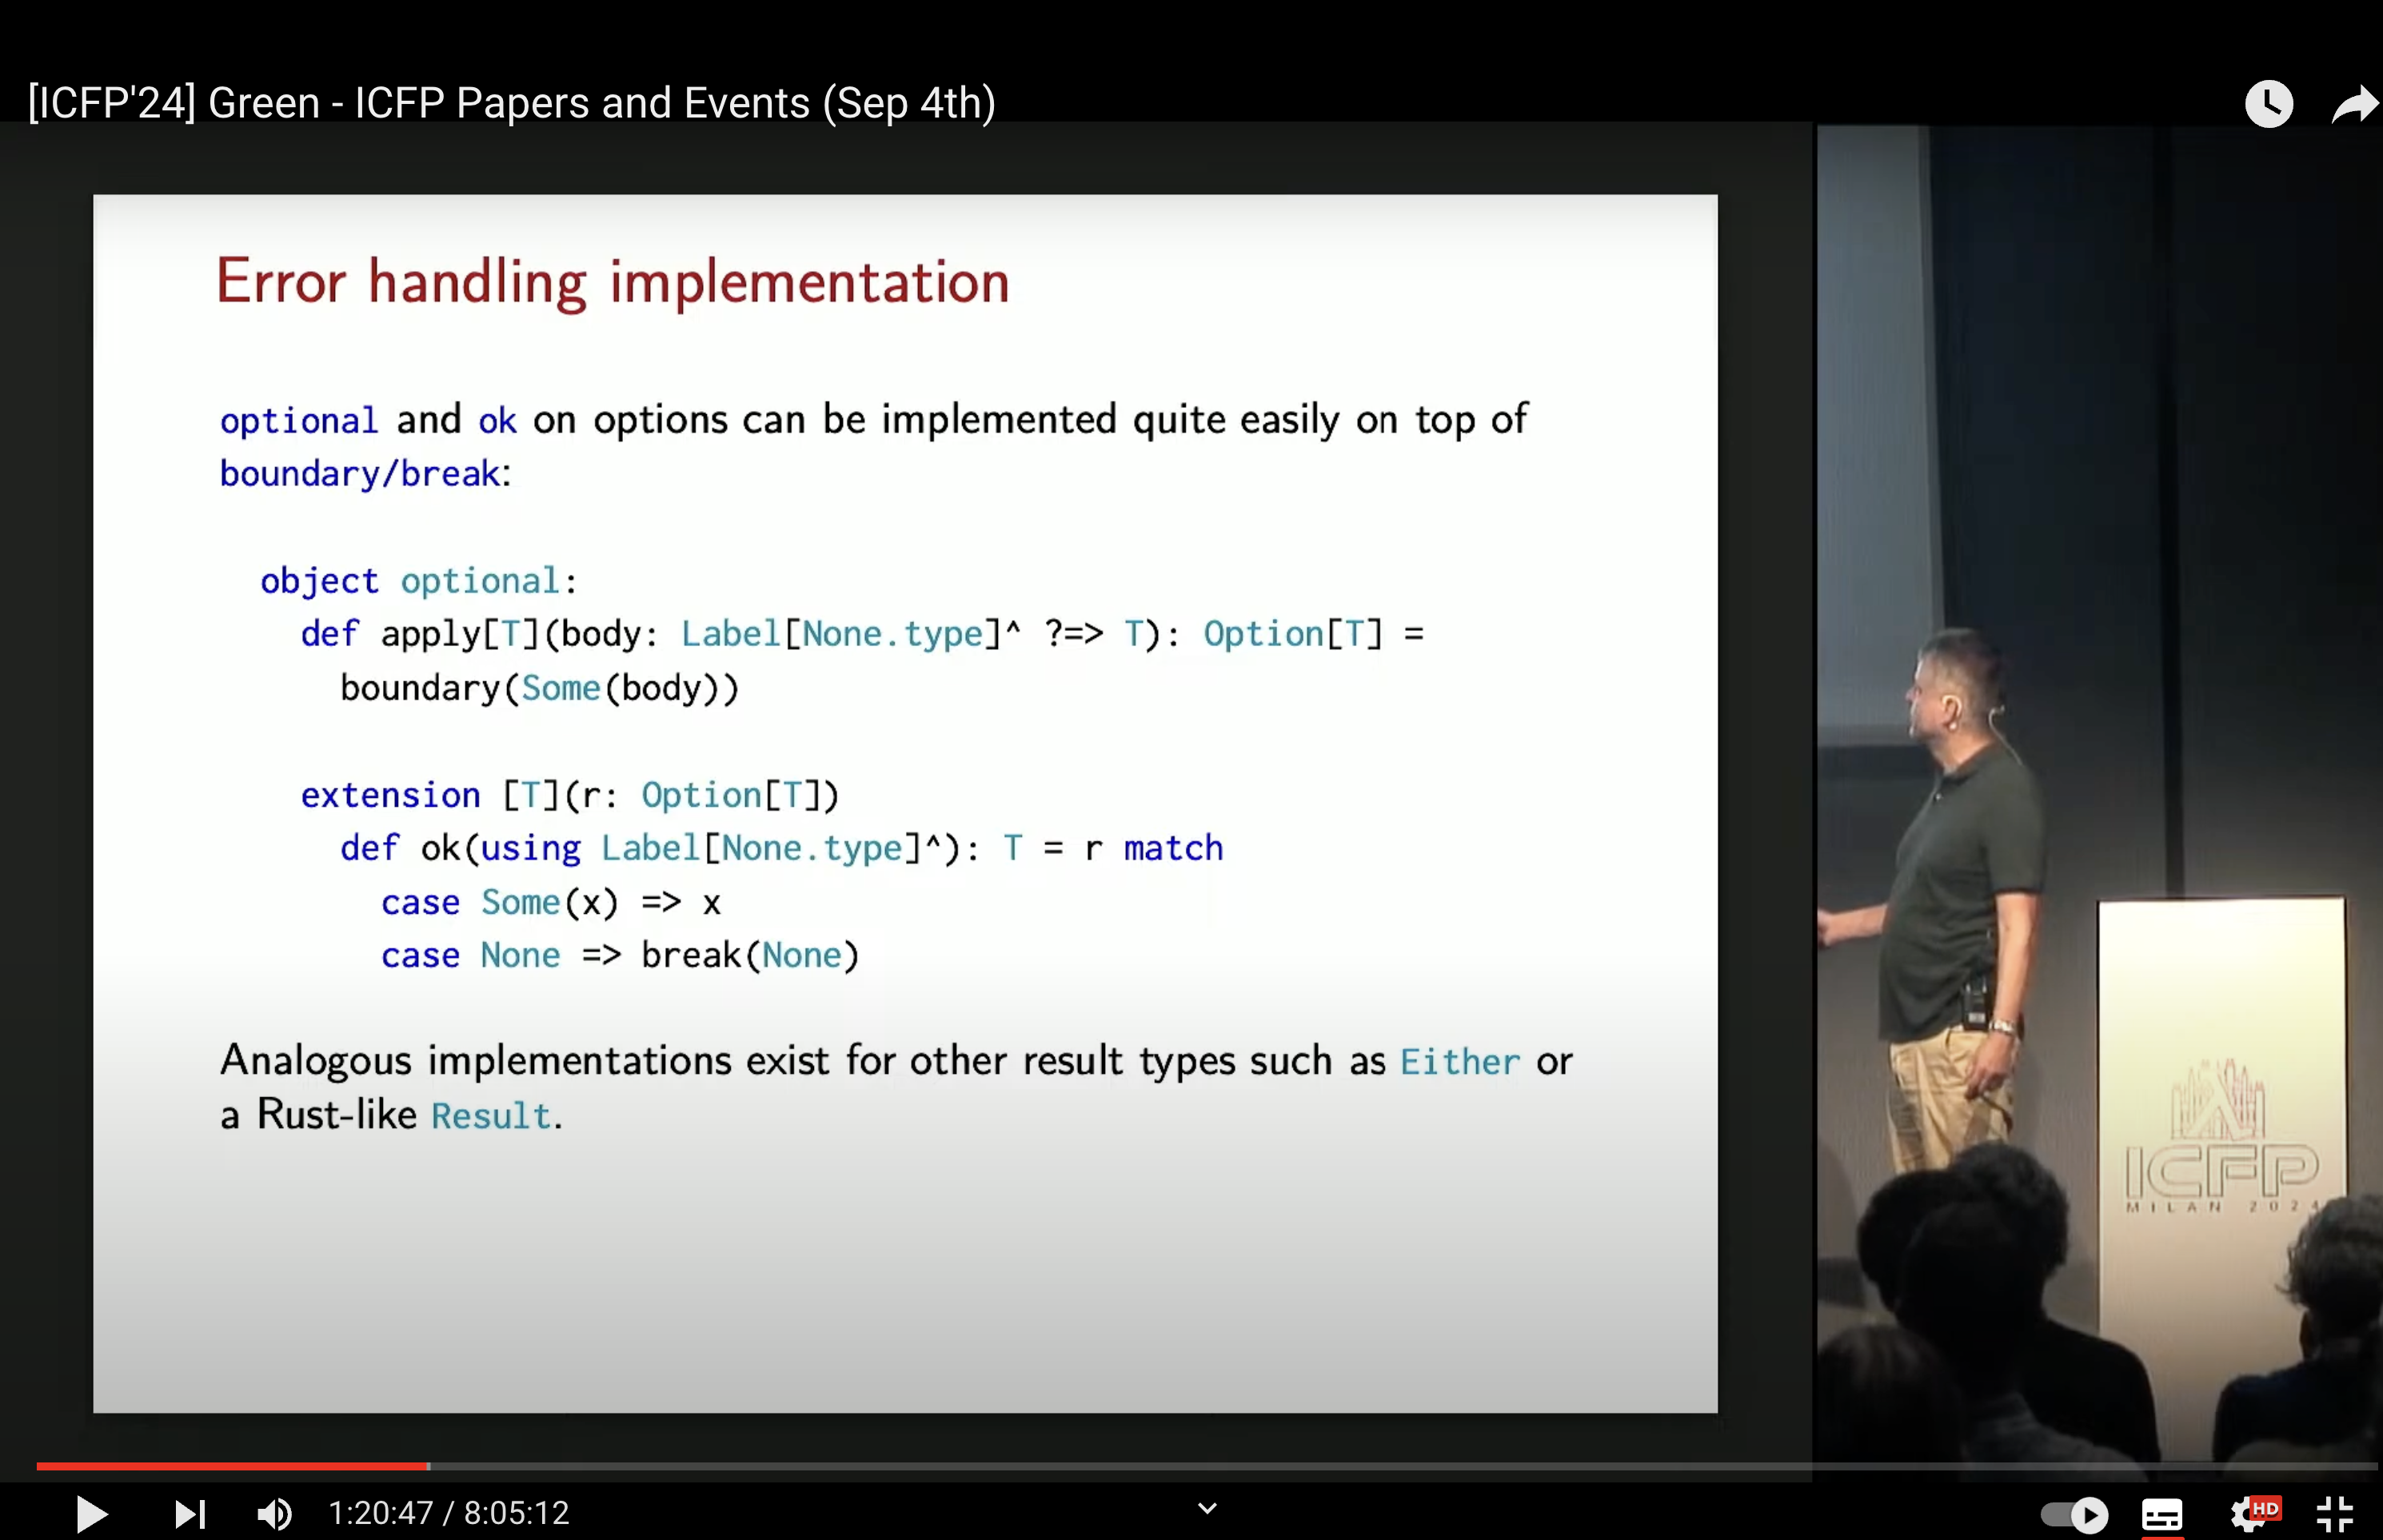 [ICFP'24] Green - ICFP Papers and Events (Sep 4th)
Error handling implementation
optional and ok on options can be implemented quite easily on top of
boundary/break:
object optional:
def apply[T](body: Label[None.type]^ ?=> T): Option[T] =
boundary(Some(body))
extension [T](r: Option[T])
def ok(using Label[None.type]^): T = r match
case Some(x) => x
case None => break(None)
Analogous implementations exist for other result types such as Either or
a Rust-like Result.
ICFP
MILAN 2024
1:20:47 / 8:05:12
HD